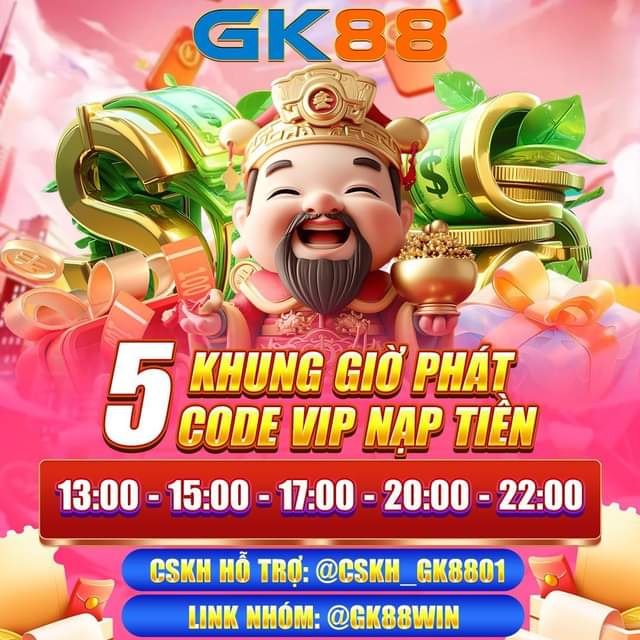 GK88
5 KHUNG GIỜ PHÁT
CODE VIP NẠP TIỀN
13:00 - 15:00 - 17:00 - 20:00 - 22:00
CSKH HỖ TRỢ: @CSKH_GK8801
LINK NHÓM: @GK88WIN